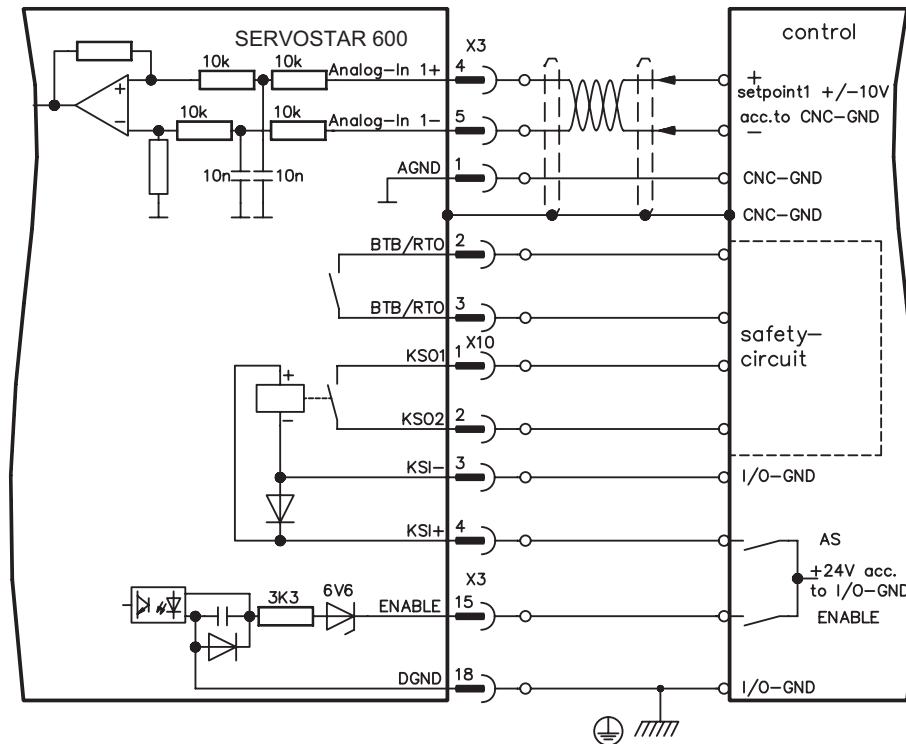 SERVOSTAR 600
control
X3
10k
10k
Analog-In 1+
4
+
setpoint1 +/-10V
acc.to CNC-GND
−
+
−
10k
10k
Analog-In 1−
5
10n
10n
AGND
1
CNC-GND
CNC-GND
BTB/RTO
2
BTB/RTO
3
safety-
circuit
X10
KSO1
1
+
−
KSO2
2
KSI−
3
I/O-GND
KSI+
4
AS
+24V acc.
to I/O-GND
X3
3K3
6V6
ENABLE
15
ENABLE
DGND
18
I/O-GND